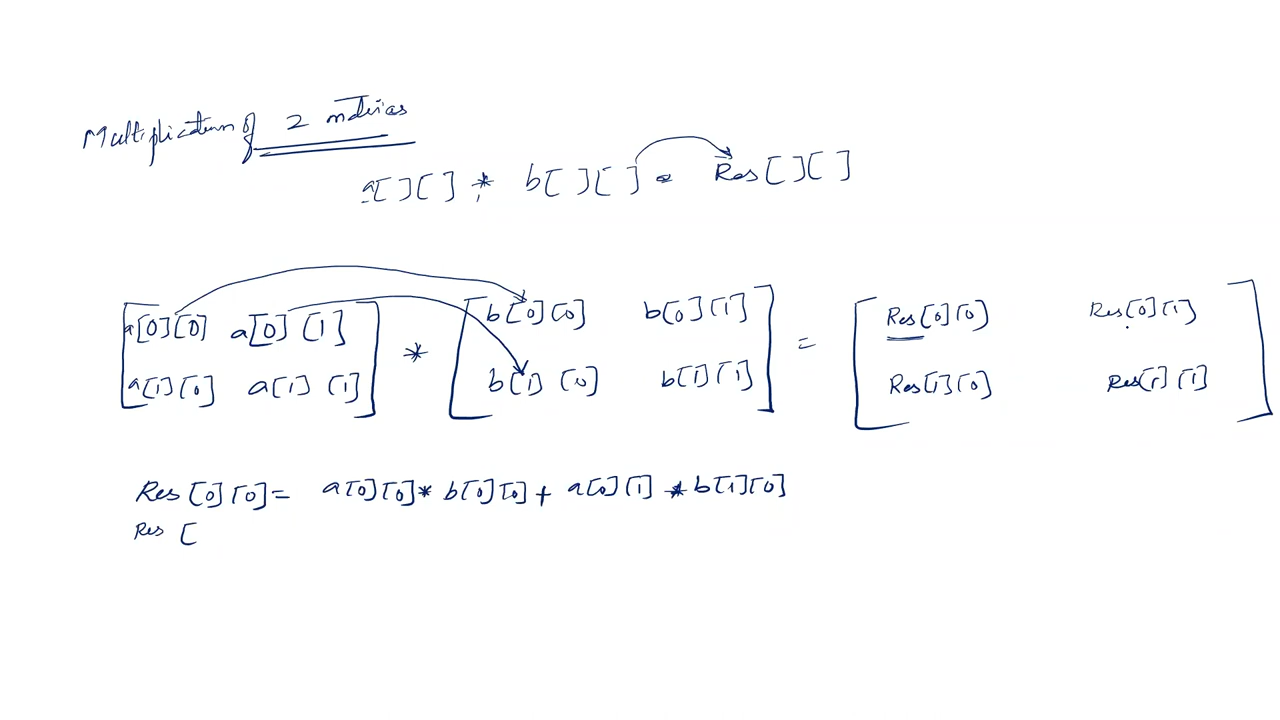 Multiplication of 2 matrices
a[ ][ ] * b[ ][ ] = Res[ ][ ]
a[0][0] a[0][1] * b[0][0] b[0][1] = Res[0][0] Res[0][1]
a[1][0] a[1][1] b[1][0] b[1][1] Res[1][0] Res[1][1]
Res[0][0] = a[0][0] * b[0][0] + a[0][1] * b[1][0]
Res [